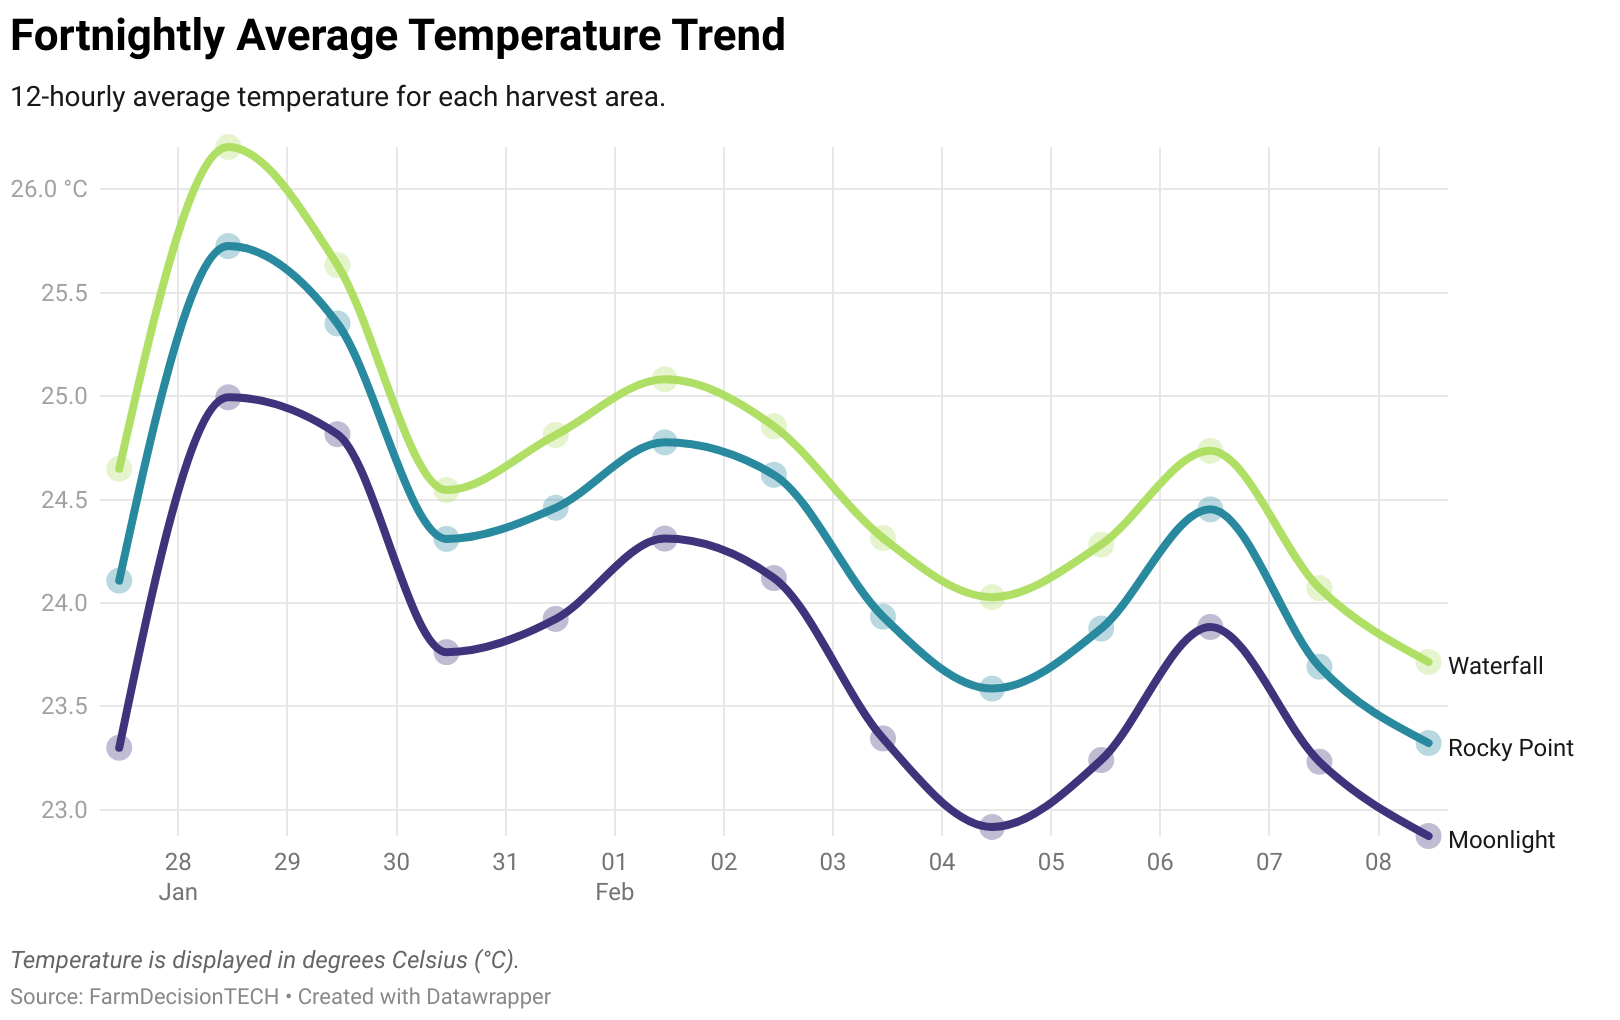 Fortnightly Average Temperature Trend
12-hourly average temperature for each harvest area.
26.0 °C
25.5
25.0
24.5
24.0
23.5
23.0
Waterfall
Rocky Point
Moonlight
28 29 30 31 01 02 03 04 05 06 07 08
Jan Feb
Temperature is displayed in degrees Celsius (°C).
Source: FarmDecisionTECH • Created with Datawrapper